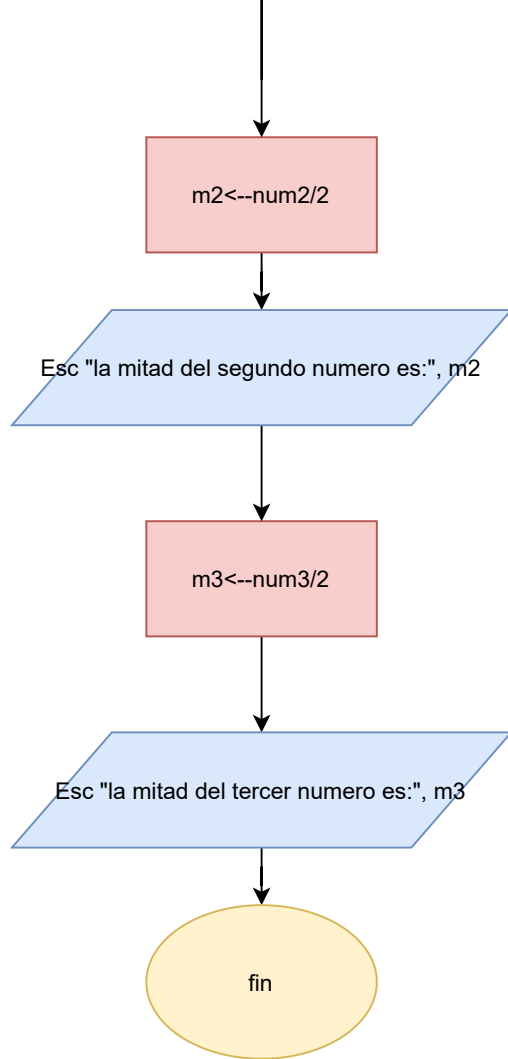 m2<--num2/2
Esc "la mitad del segundo numero es:", m2
m3<--num3/2
Esc "la mitad del tercer numero es:", m3
fin